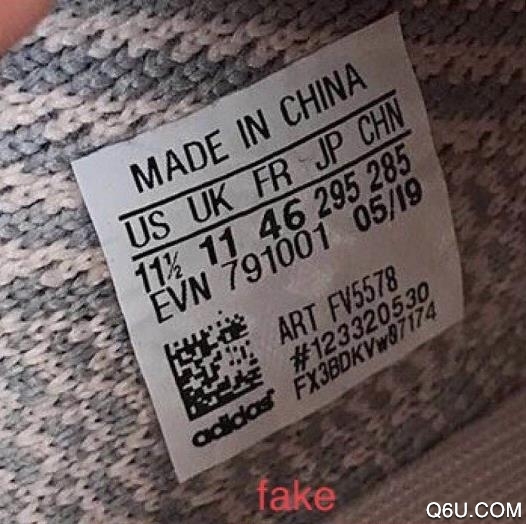 MADE IN CHINA
US UK FR JP CHN
11½ 11 46 295 285
EVN 791001 05/19
ART FV5578
#123320530
FX3BDKVw87174
adidas
fake
Q6U.COM